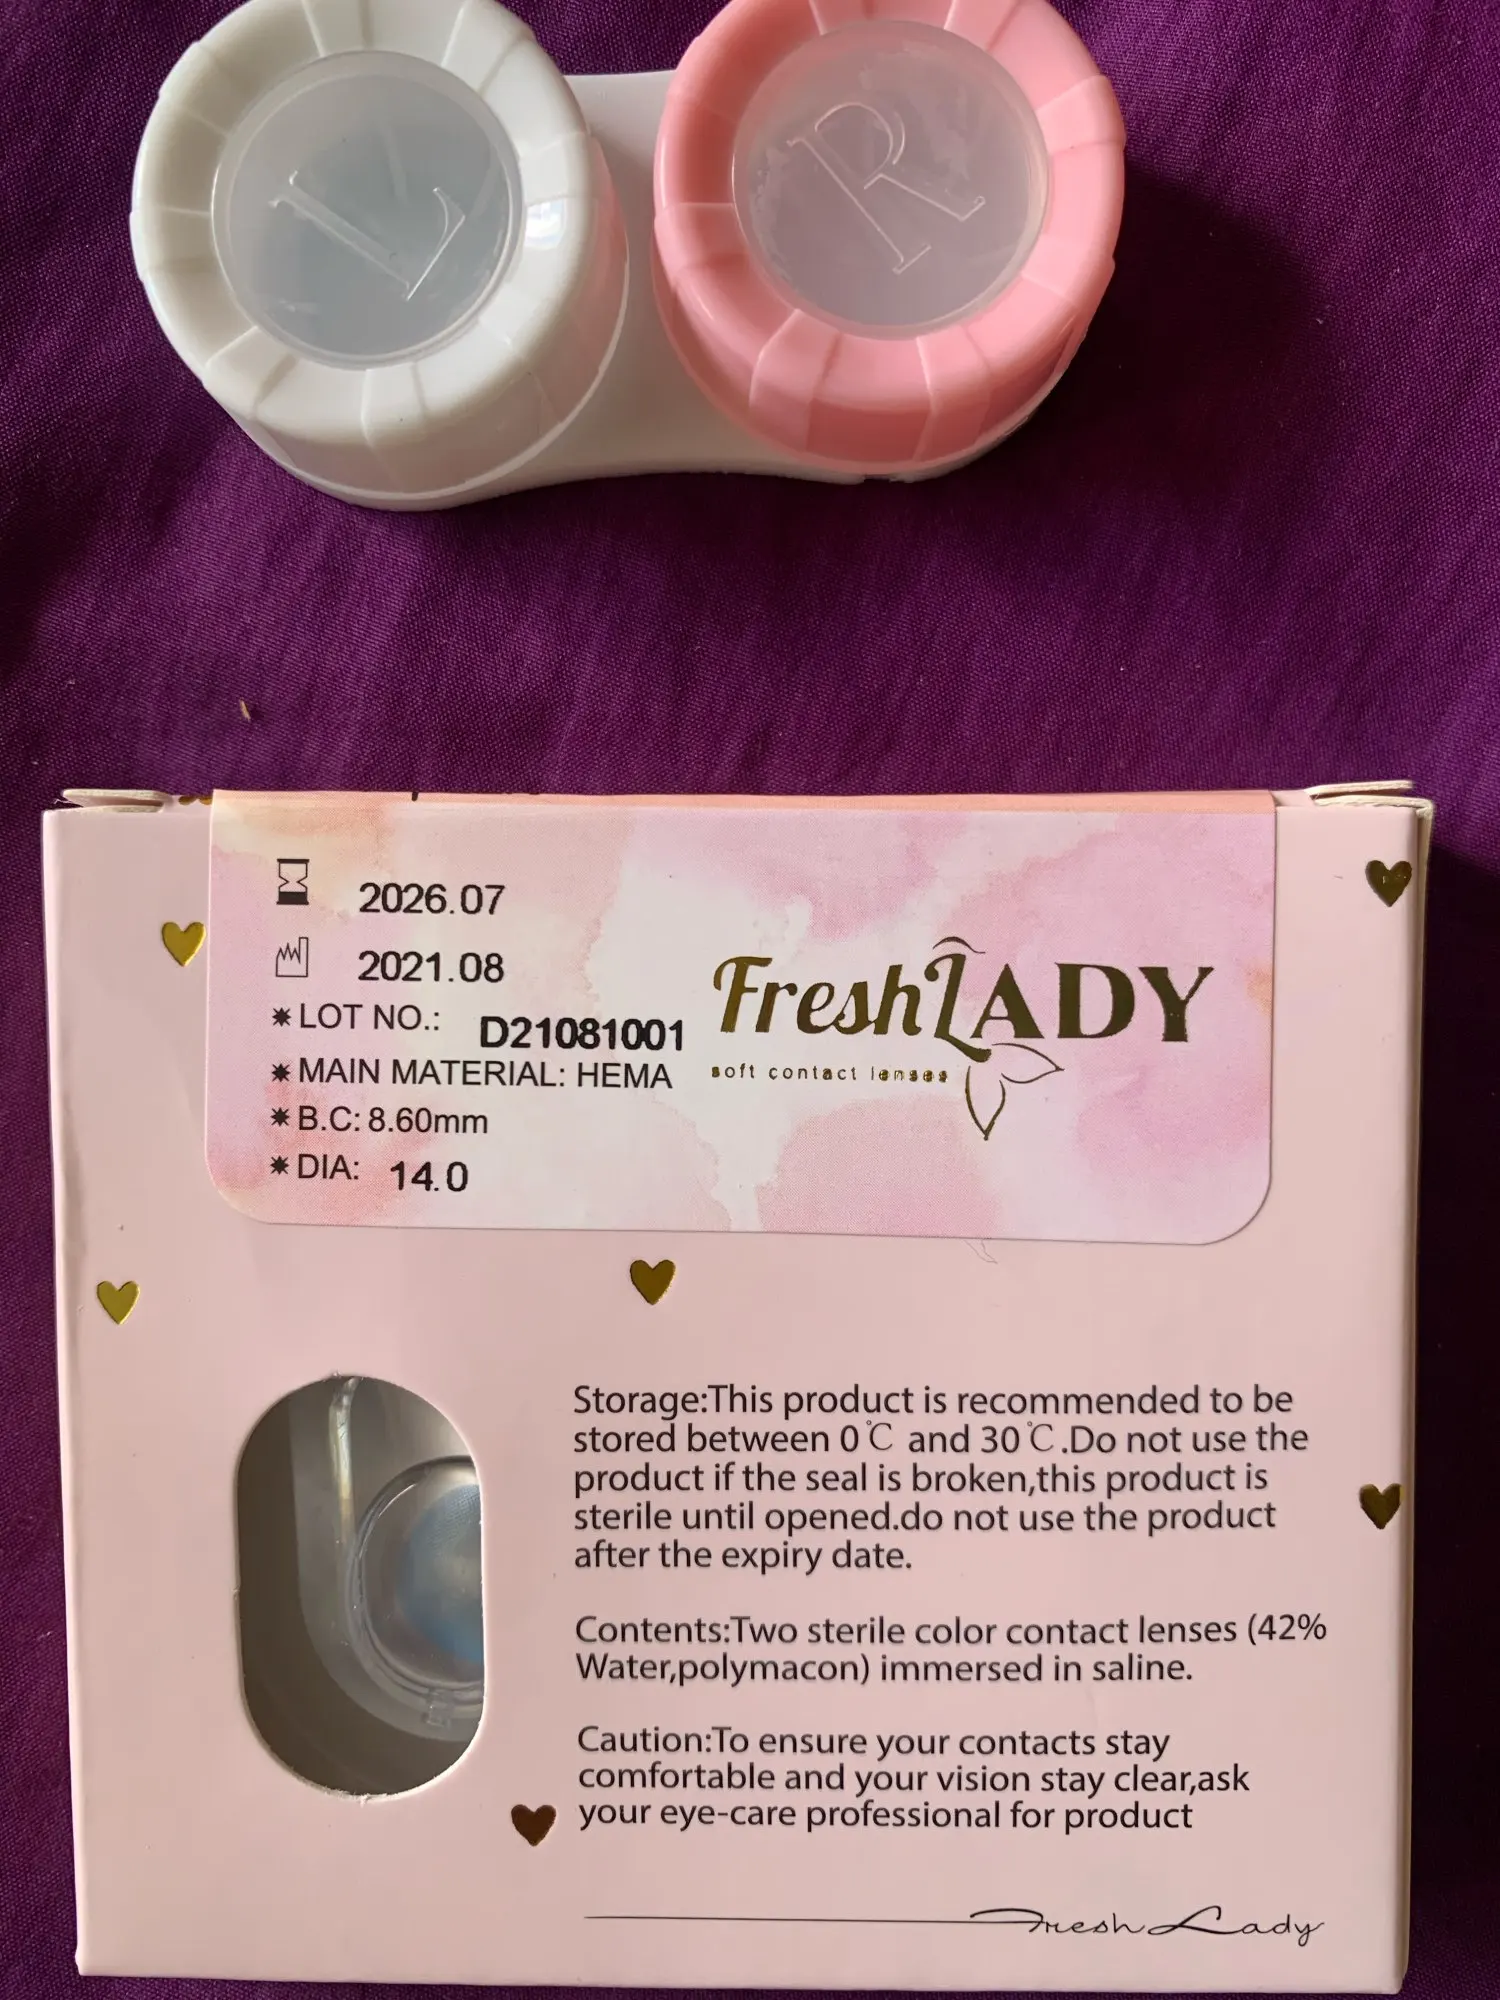 L
R
2026.07
2021.08
✷ LOT NO.: D21081001
✷ MAIN MATERIAL: HEMA
✷ B.C: 8.60mm
✷ DIA: 14.0
FreshLADY
soft contact lenses
Storage:This product is recommended to be
stored between 0℃ and 30℃.Do not use the
product if the seal is broken,this product is
sterile until opened.do not use the product
after the expiry date.
Contents:Two sterile color contact lenses (42%
Water,polymacon) immersed in saline.
Caution:To ensure your contacts stay
comfortable and your vision stay clear,ask
your eye-care professional for product
Fresh Lady